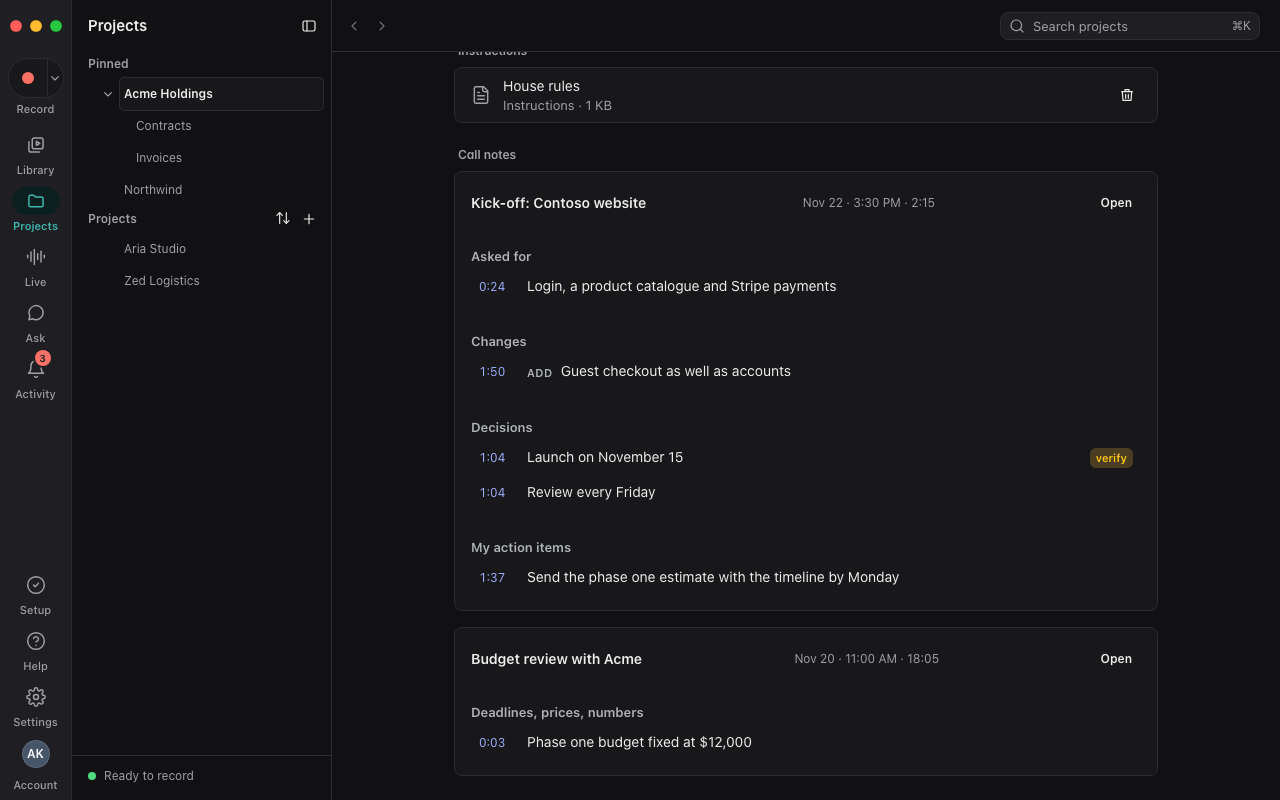 Projects
Search projects
⌘K
Record
Library
Projects
Live
Ask
3
Activity
Setup
Help
Settings
AK
Account
Pinned
Acme Holdings
Contracts
Invoices
Northwind
Projects
Aria Studio
Zed Logistics
Ready to record
Instructions
House rules
Instructions · 1 KB
Call notes
Kick-off: Contoso website
Nov 22 · 3:30 PM · 2:15
Open
Asked for
0:24 Login, a product catalogue and Stripe payments
Changes
1:50 ADD Guest checkout as well as accounts
Decisions
1:04 Launch on November 15 verify
1:04 Review every Friday
My action items
1:37 Send the phase one estimate with the timeline by Monday
Budget review with Acme
Nov 20 · 11:00 AM · 18:05
Open
Deadlines, prices, numbers
0:03 Phase one budget fixed at $12,000